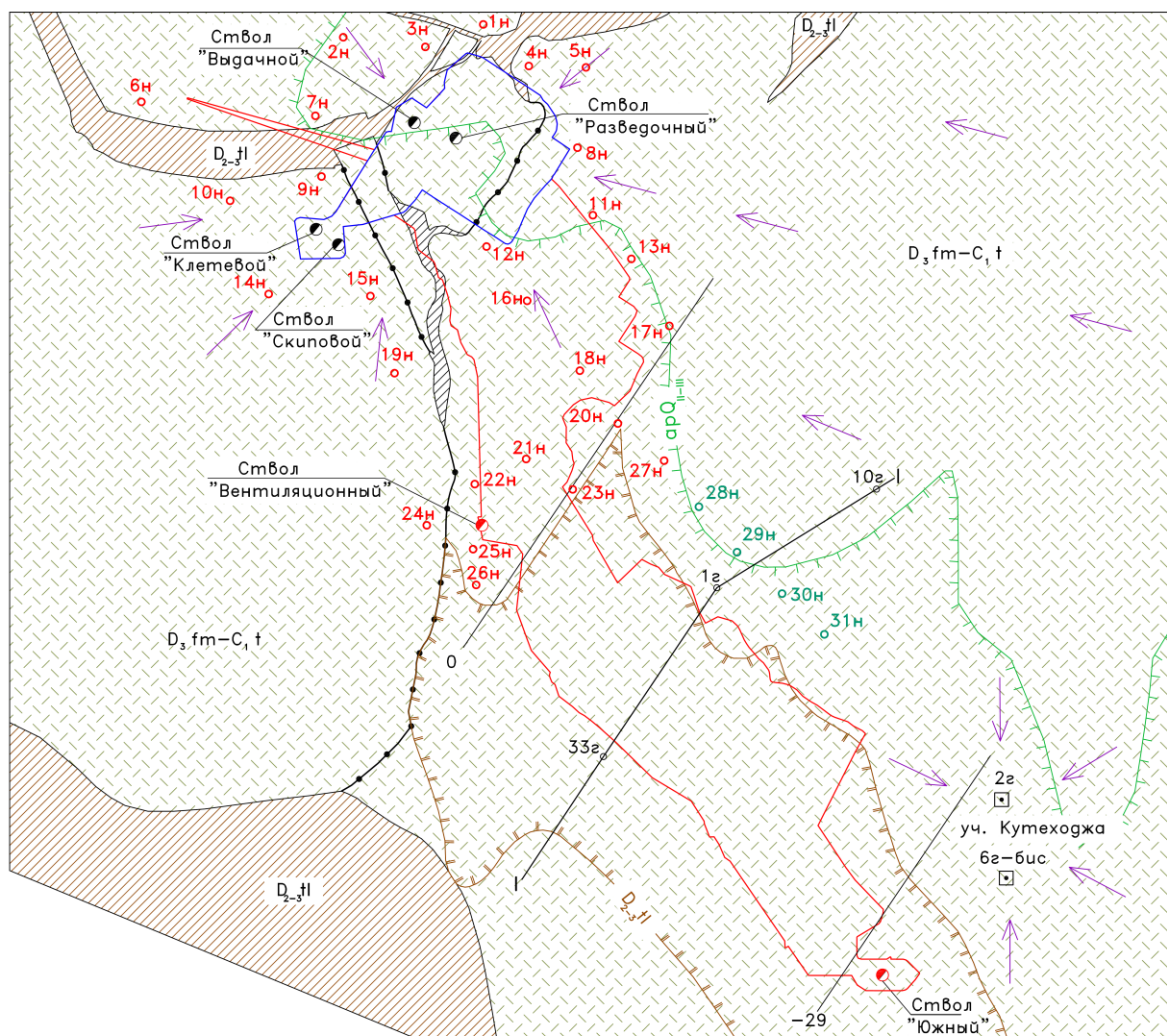 Ствол
"Выдачной"
2н
3н
1н
4н
5н
D₂₋₃tl
6н
7н
Ствол
"Разведочный"
D₂₋₃tl
8н
9н
10н
11н
Ствол
"Клетевой"
12н
13н
D₃fm-C₁t
14н
15н
16н
Ствол
"Скиповой"
17н
19н
18н
20н
apQ II-III
21н
Ствол
"Вентиляционный"
22н
23н
27н
10г
I
28н
24н
25н
29н
26н
1г
30н
31н
D₃fm-C₁t
0
33г
2г
уч. Кутеходжа
6г-бис
I
D₂₋₃tl
D₂₋₃tl
Ствол
"Южный"
-29